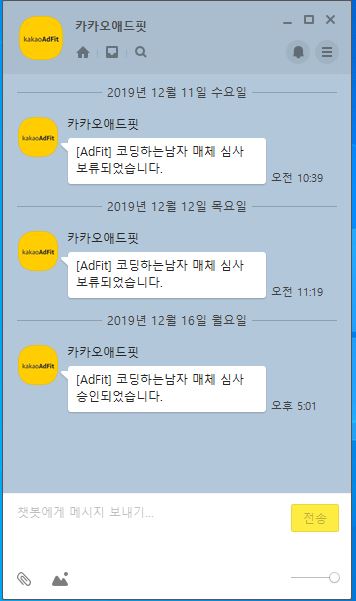 카카오애드핏
kakaoAdFit
2019년 12월 11일 수요일
카카오애드핏
kakaoAdFit
[AdFit] 코딩하는남자 매체 심사
보류되었습니다.
오전 10:39
2019년 12월 12일 목요일
카카오애드핏
kakaoAdFit
[AdFit] 코딩하는남자 매체 심사
보류되었습니다.
오전 11:19
2019년 12월 16일 월요일
카카오애드핏
kakaoAdFit
[AdFit] 코딩하는남자 매체 심사
승인되었습니다.
오후 5:01
챗봇에게 메시지 보내기...
전송